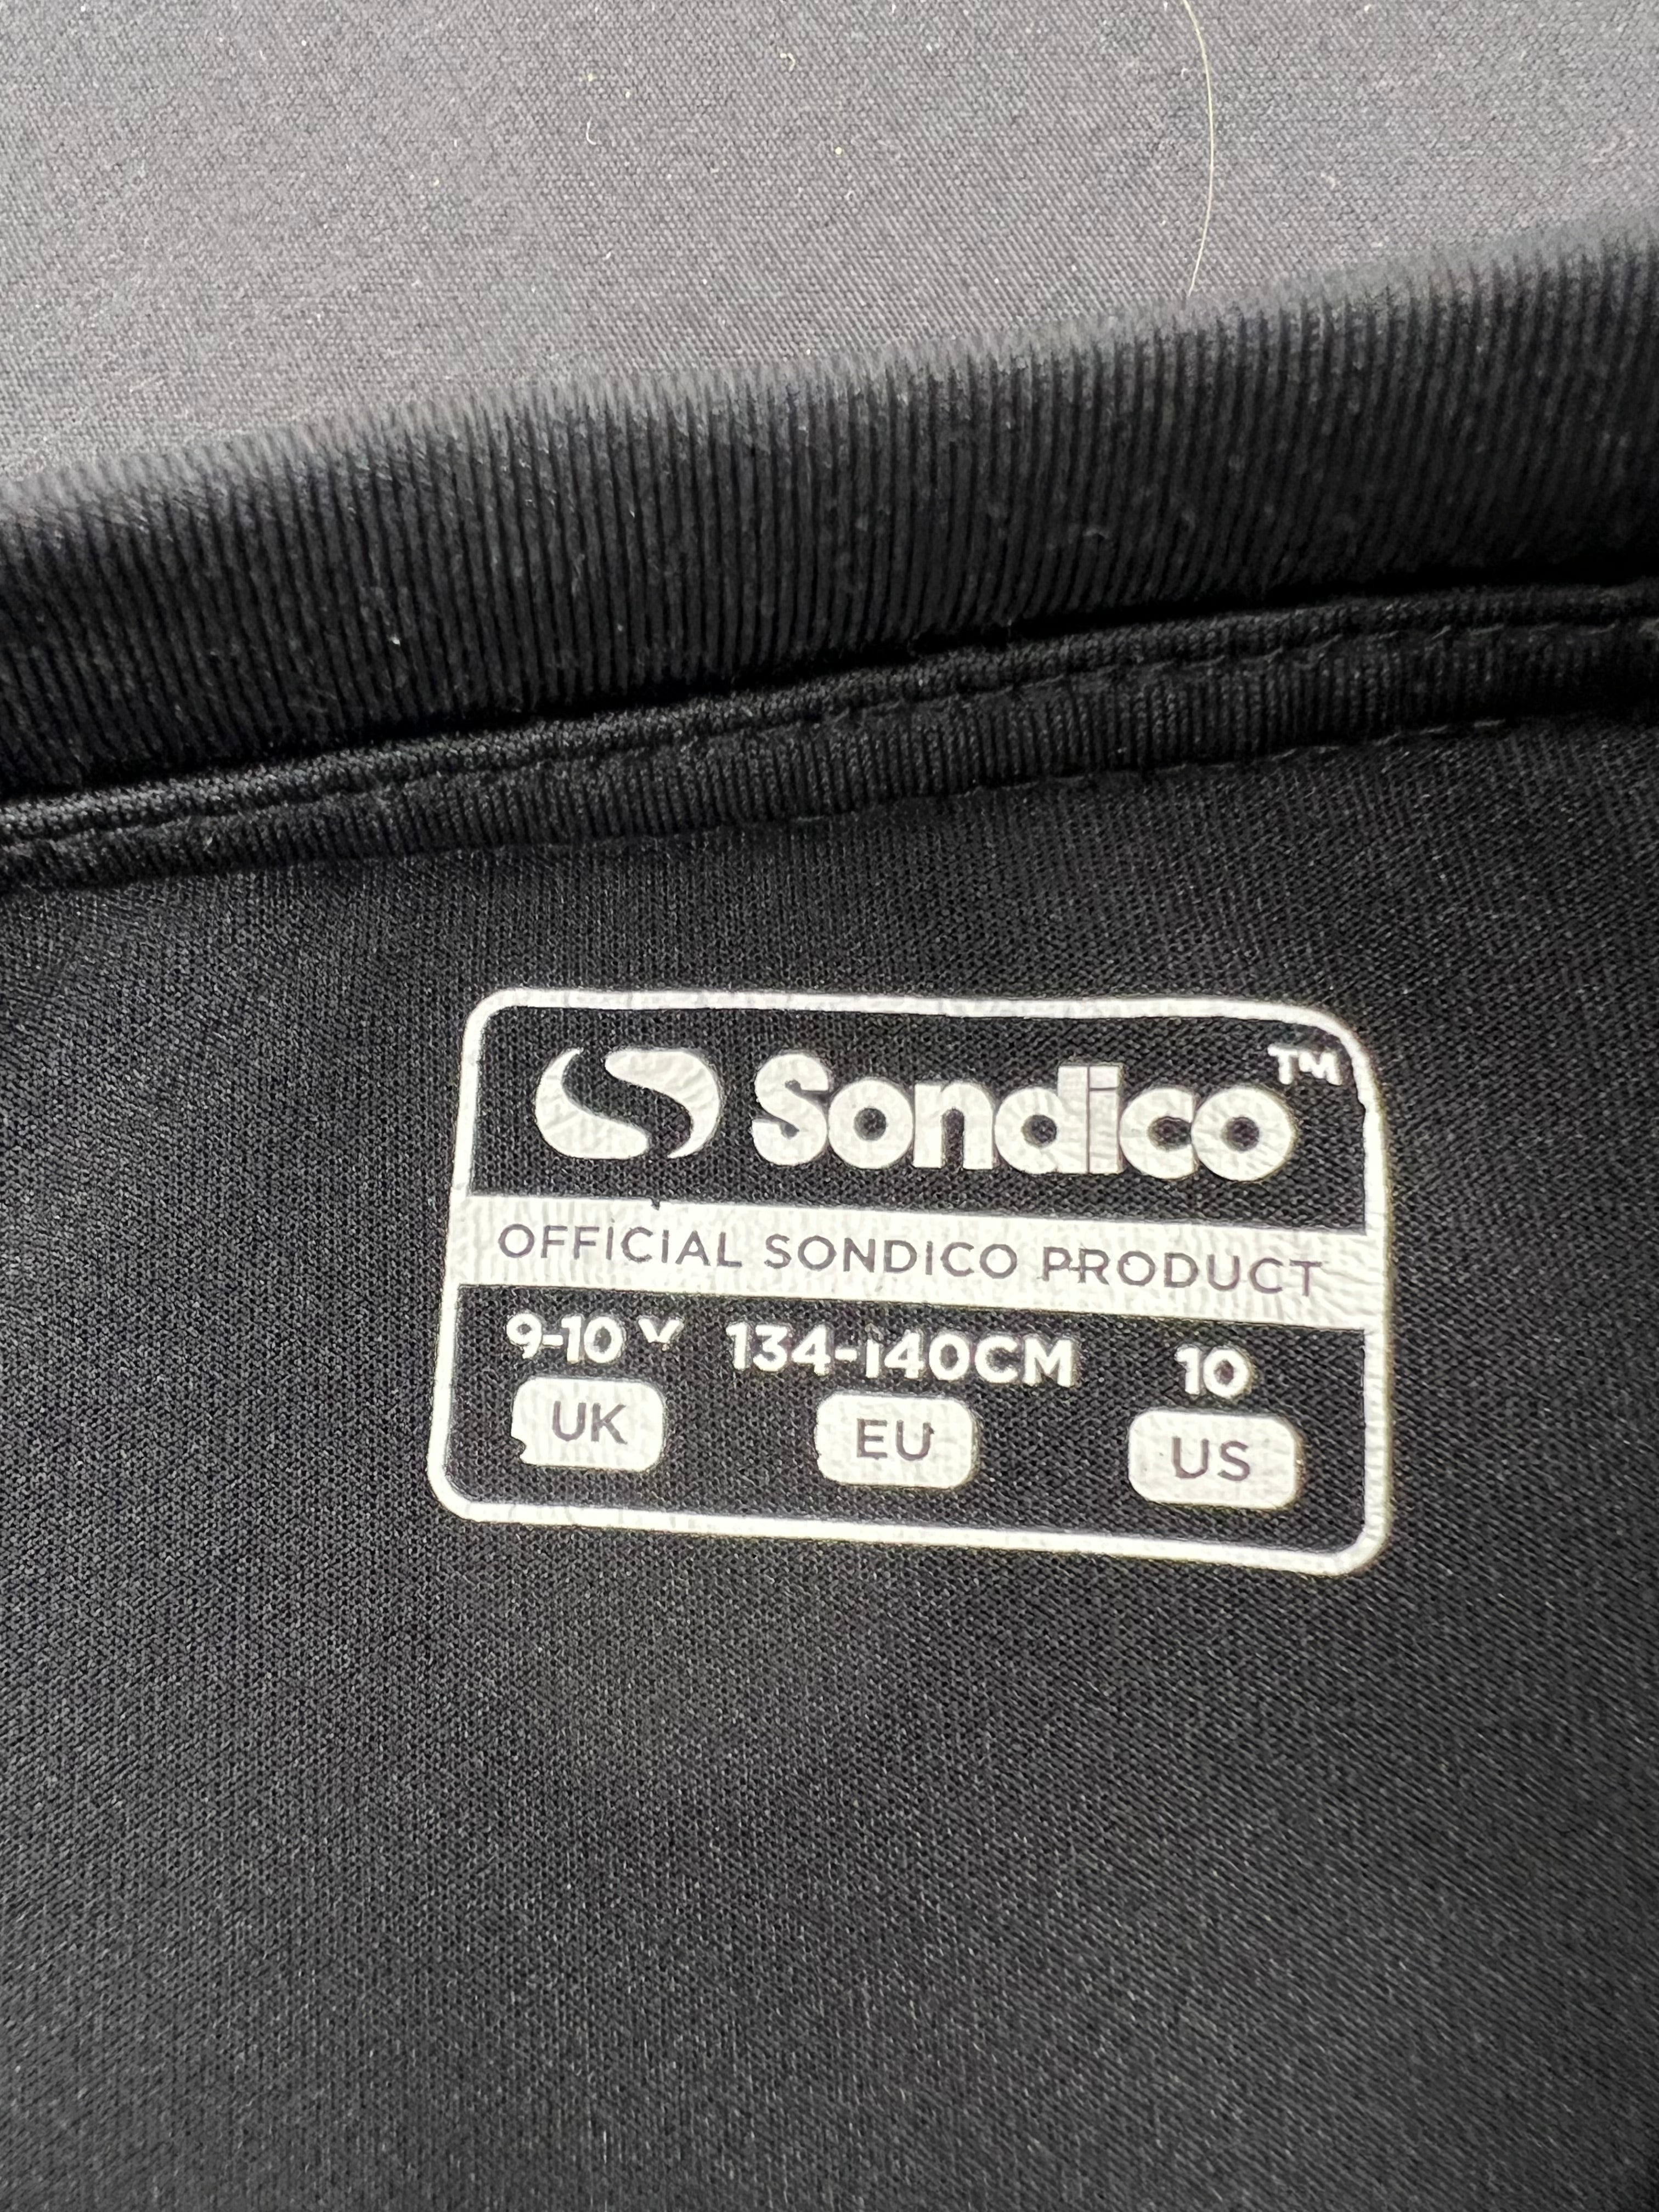 Sondico™
OFFICIAL SONDICO PRODUCT
9-10 Y 134-140CM 10
UK EU US